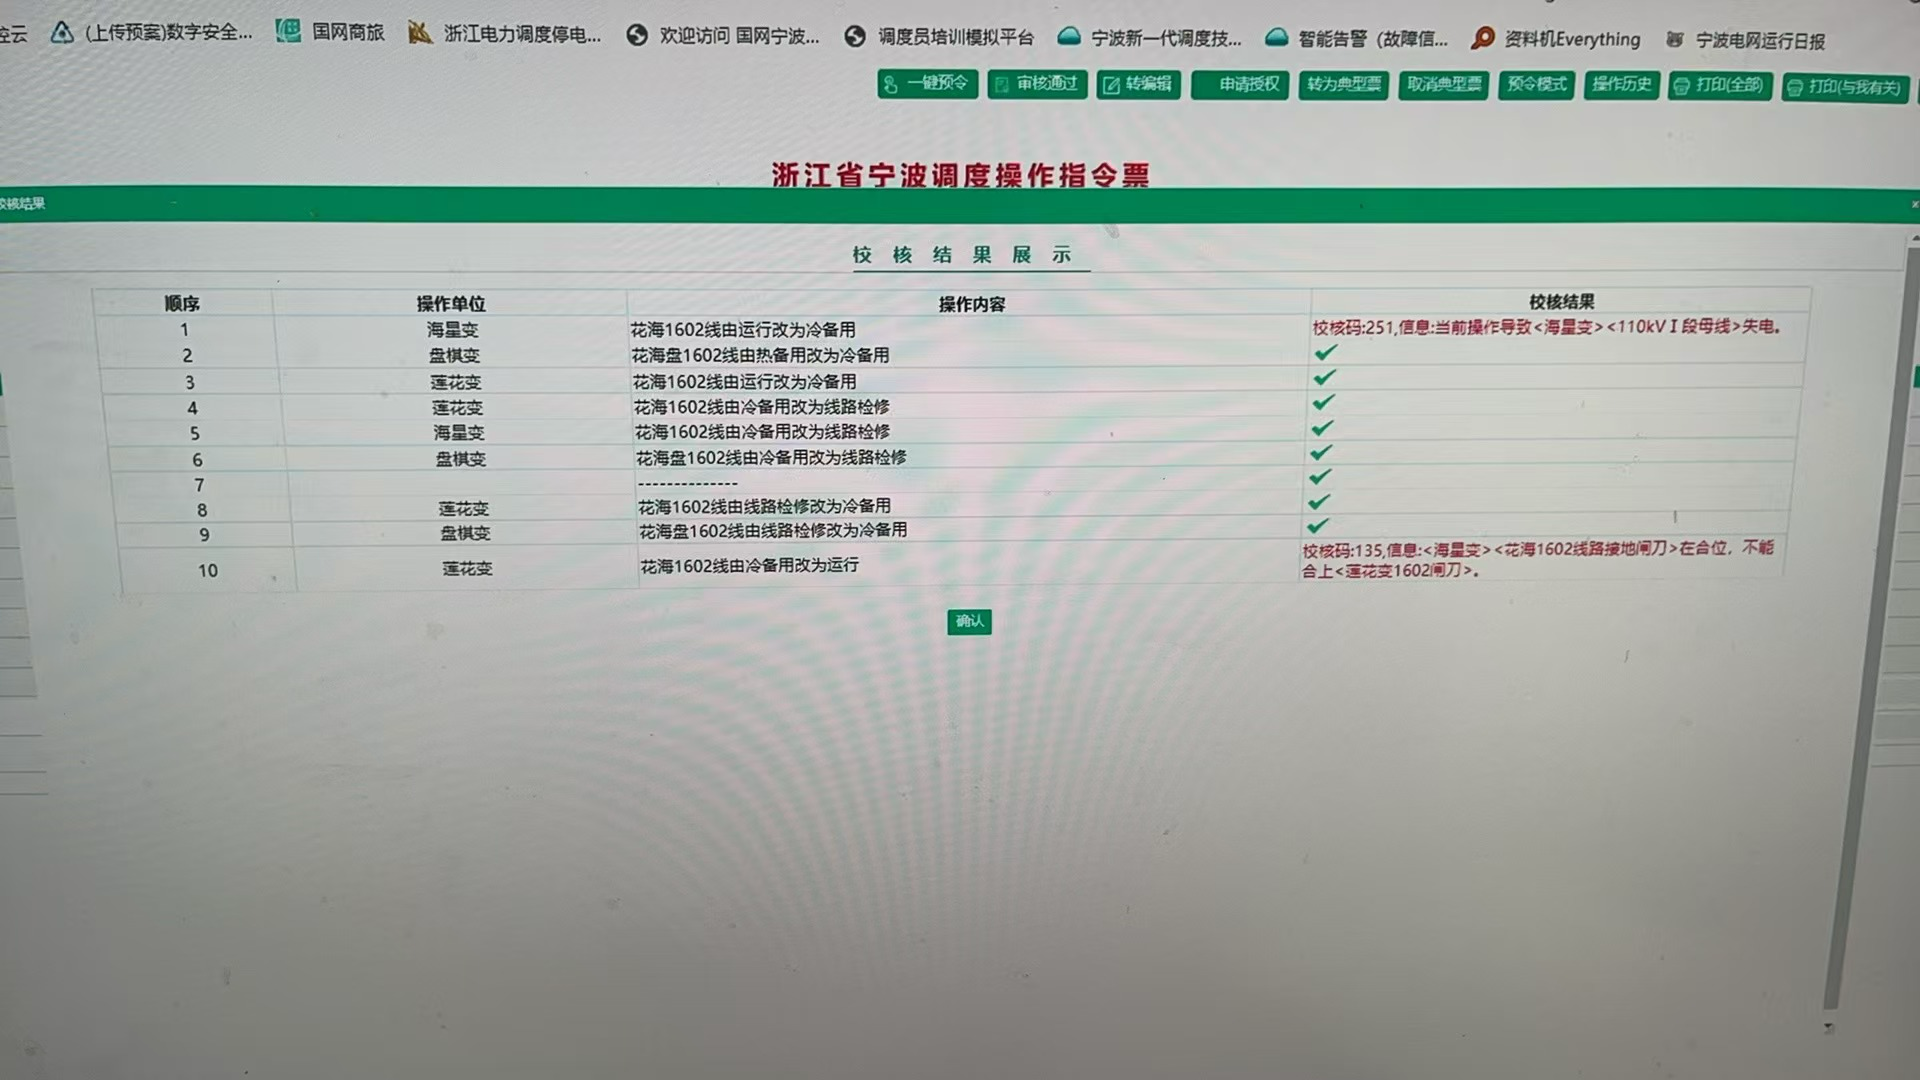 控云 (上传预案)数字安全... 国网商旅 浙江电力调度停电... 欢迎访问 国网宁波... 调度员培训模拟平台 宁波新一代调度技... 智能告警（故障信... 资料机Everything 宁波电网运行日报
一键预令 审核通过 转编辑 申请授权 转为典型票 取消典型票 预令模式 操作历史 打印(全部) 打印(与我有关)
浙江省宁波调度操作指令票
校核结果
校核结果展示
顺序 操作单位 操作内容 校核结果
1 海星变 花海1602线由运行改为冷备用 校核码:251,信息:当前操作导致<海星变><110kVⅠ段母线>失电。
2 盘棋变 花海盘1602线由热备用改为冷备用 ✓
3 莲花变 花海1602线由运行改为冷备用 ✓
4 莲花变 花海1602线由冷备用改为线路检修 ✓
5 海星变 花海1602线由冷备用改为线路检修 ✓
6 盘棋变 花海盘1602线由冷备用改为线路检修 ✓
7 -------------- ✓
8 莲花变 花海1602线由线路检修改为冷备用 ✓
9 盘棋变 花海盘1602线由线路检修改为冷备用 ✓
10 莲花变 花海1602线由冷备用改为运行 校核码:135,信息:<海星变><花海1602线路接地闸刀>在合位，不能
合上<莲花变1602闸刀>。
确认